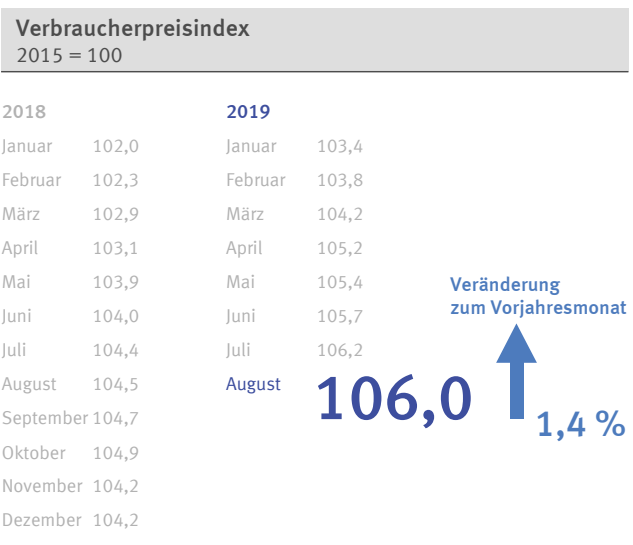 Verbraucherpreisindex
2015 = 100
2018
Januar 102,0
Februar 102,3
März 102,9
April 103,1
Mai 103,9
Juni 104,0
Juli 104,4
August 104,5
September 104,7
Oktober 104,9
November 104,2
Dezember 104,2
2019
Januar 103,4
Februar 103,8
März 104,2
April 105,2
Mai 105,4
Juni 105,7
Juli 106,2
August 106,0
Veränderung
zum Vorjahresmonat
1,4 %